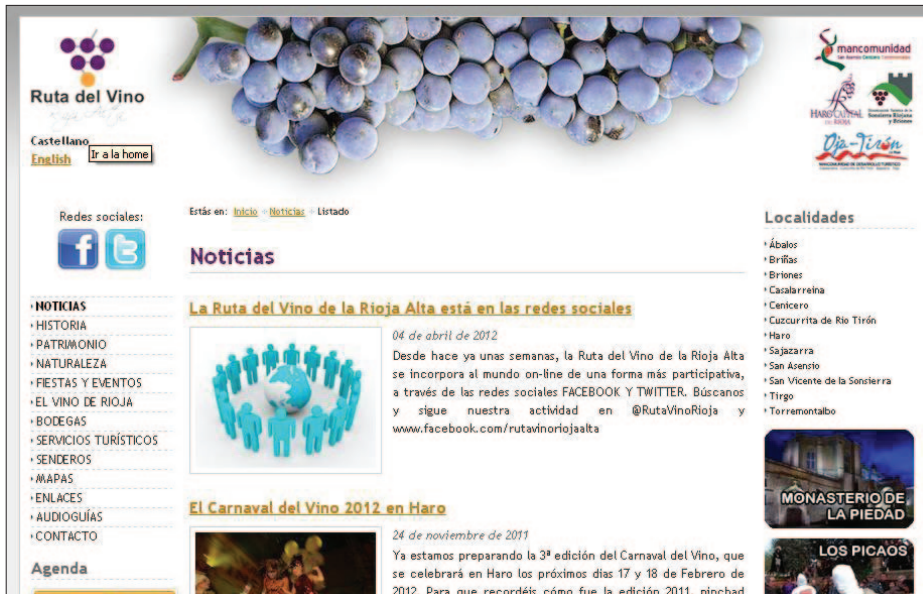 Ruta del Vino
Castellano
English
Ir a la home
mancomunidad
HARO CAPITAL
DE RIOJA
Sonsierra Riojana
y Briones
Oja-Tirón
Redes sociales:
NOTICIAS
HISTORIA
PATRIMONIO
NATURALEZA
FIESTAS Y EVENTOS
EL VINO DE RIOJA
BODEGAS
SERVICIOS TURÍSTICOS
SENDEROS
MAPAS
ENLACES
AUDIOGUÍAS
CONTACTO
Agenda
Estás en: Inicio Noticias Listado
Noticias
La Ruta del Vino de la Rioja Alta está en las redes sociales
04 de abril de 2012
Desde hace ya unas semanas, la Ruta del Vino de la Rioja Alta
se incorpora al mundo on-line de una forma más participativa,
a través de las redes sociales FACEBOOK Y TWITTER. Búscanos
y sigue nuestra actividad en @RutaVinoRioja y
www.facebook.com/rutavinoriojaalta
El Carnaval del Vino 2012 en Haro
24 de noviembre de 2011
Ya estamos preparando la 3ª edición del Carnaval del Vino, que
se celebrará en Haro los próximos dias 17 y 18 de Febrero de
2012. Para que recordéis cómo fue la edición 2011, pinchad
Localidades
Ábalos
Briñas
Briones
Casalarreina
Cenicero
Cuzcurrita de Rio Tirón
Haro
Sajazarra
San Asensio
San Vicente de la Sonsierra
Tirgo
Torremontalbo
MONASTERIO DE
LA PIEDAD
LOS PICAOS